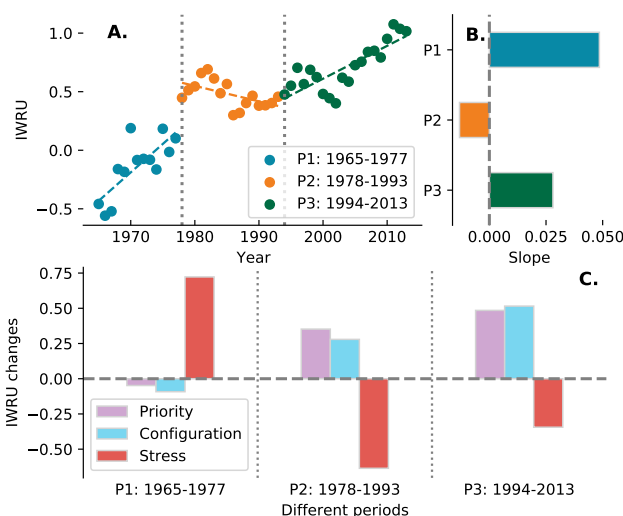 A.
1.0
0.5
0.0
−0.5
IWRU
P1: 1965-1977
P2: 1978-1993
P3: 1994-2013
1970
1980
1990
2000
2010
Year
B.
P1
P2
P3
0.000
0.025
0.050
Slope
C.
0.75
0.50
0.25
0.00
−0.25
−0.50
IWRU changes
Priority
Configuration
Stress
P1: 1965-1977
P2: 1978-1993
P3: 1994-2013
Different periods